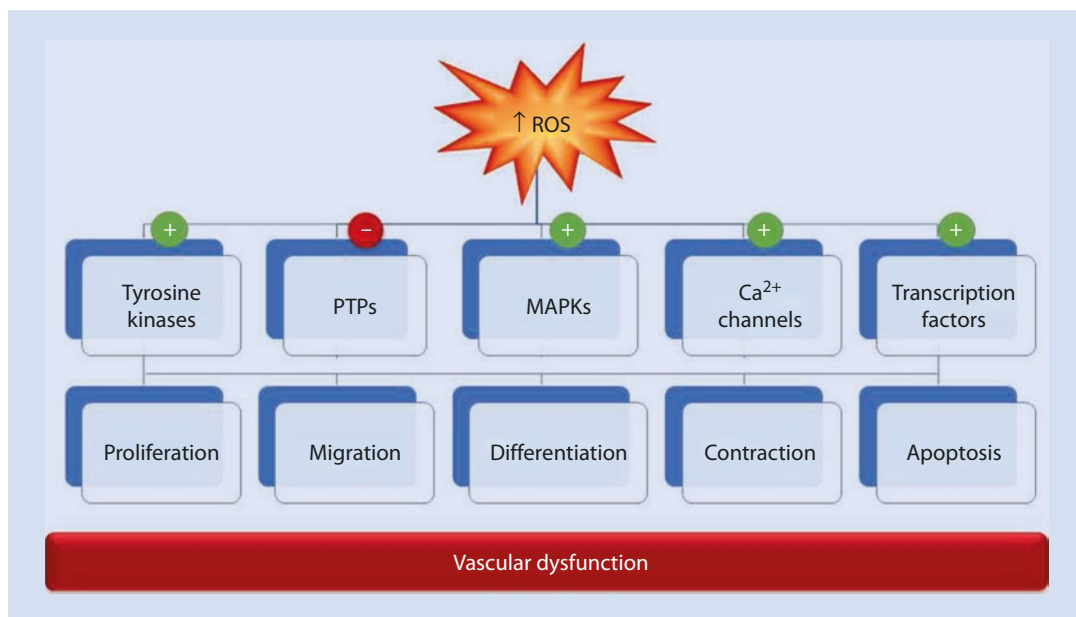 ↑ ROS
+
−
+
+
+
Tyrosine
kinases
PTPs
MAPKs
Ca²⁺
channels
Transcription
factors
Proliferation
Migration
Differentiation
Contraction
Apoptosis
Vascular dysfunction